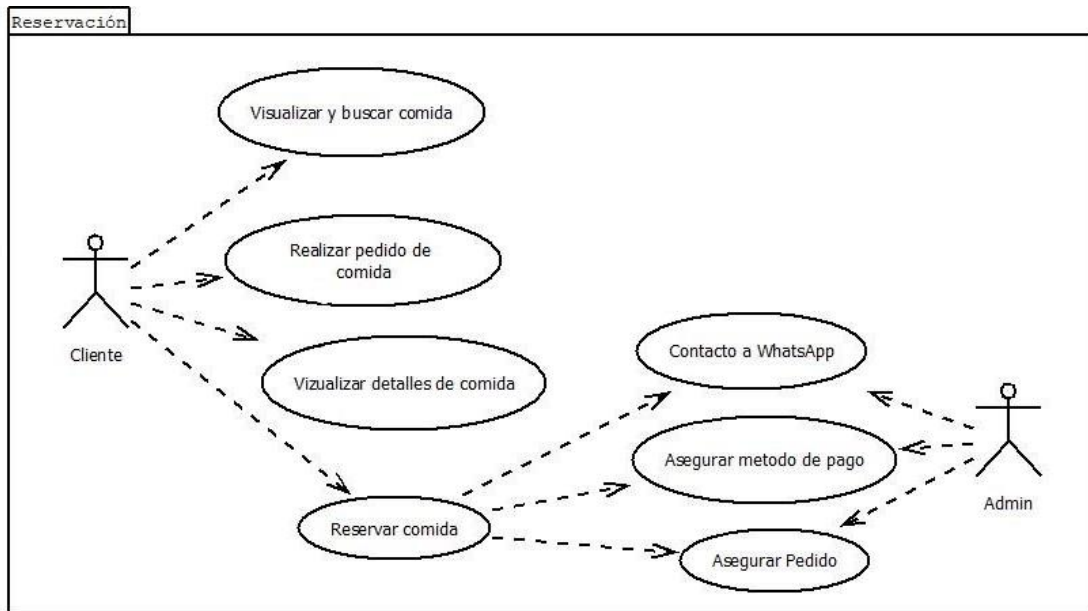 Reservación
Visualizar y buscar comida
Realizar pedido de
comida
Cliente
Vizualizar detalles de comida
Contacto a WhatsApp
Asegurar metodo de pago
Admin
Reservar comida
Asegurar Pedido